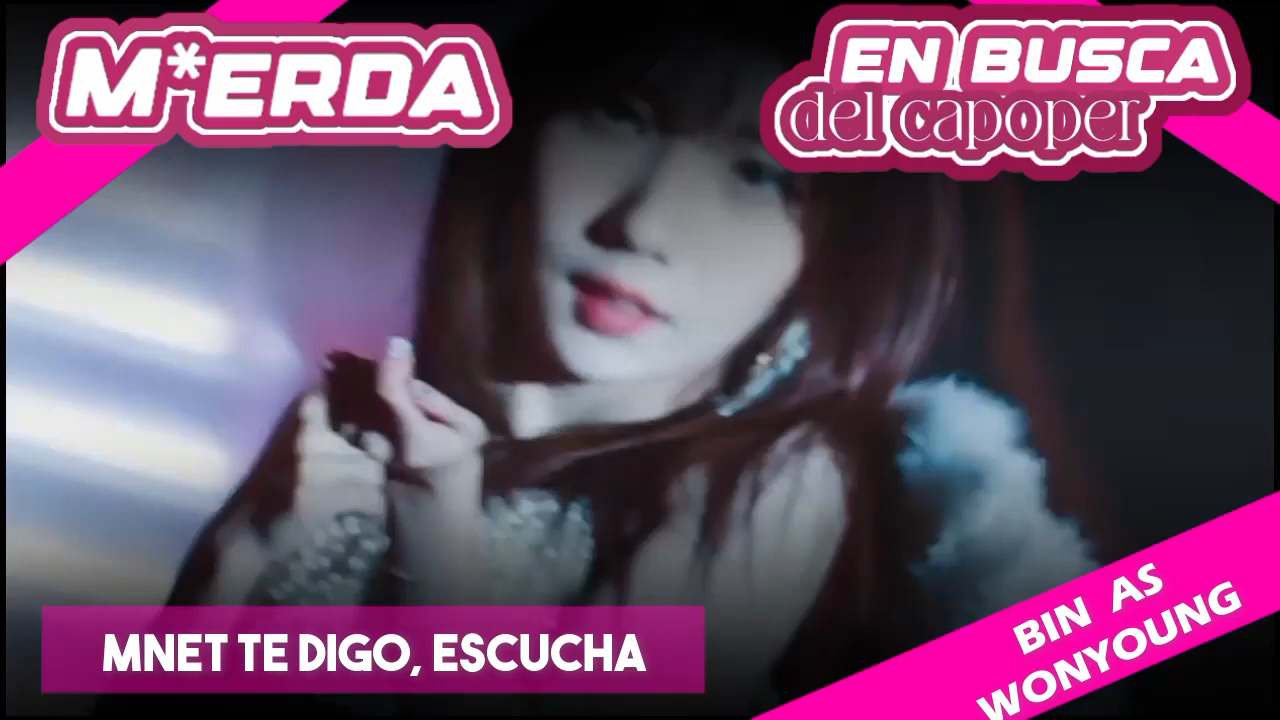 M*ERDA
EN BUSCA
del capoper
MNET TE DIGO, ESCUCHA
BIN AS
WONYOUNG